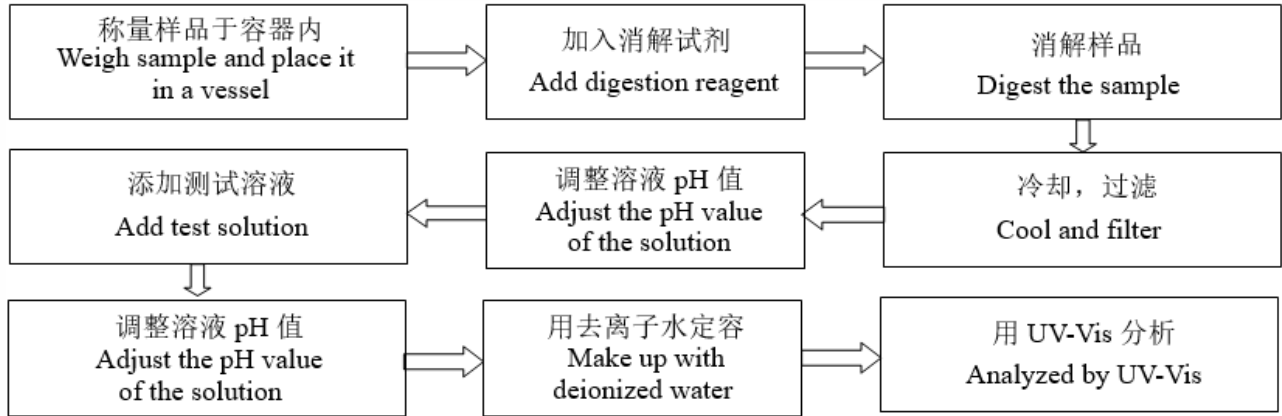 称量样品于容器内
Weigh sample and place it
in a vessel
加入消解试剂
Add digestion reagent
消解样品
Digest the sample
冷却，过滤
Cool and filter
调整溶液 pH 值
Adjust the pH value
of the solution
添加测试溶液
Add test solution
调整溶液 pH 值
Adjust the pH value
of the solution
用去离子水定容
Make up with
deionized water
用 UV-Vis 分析
Analyzed by UV-Vis